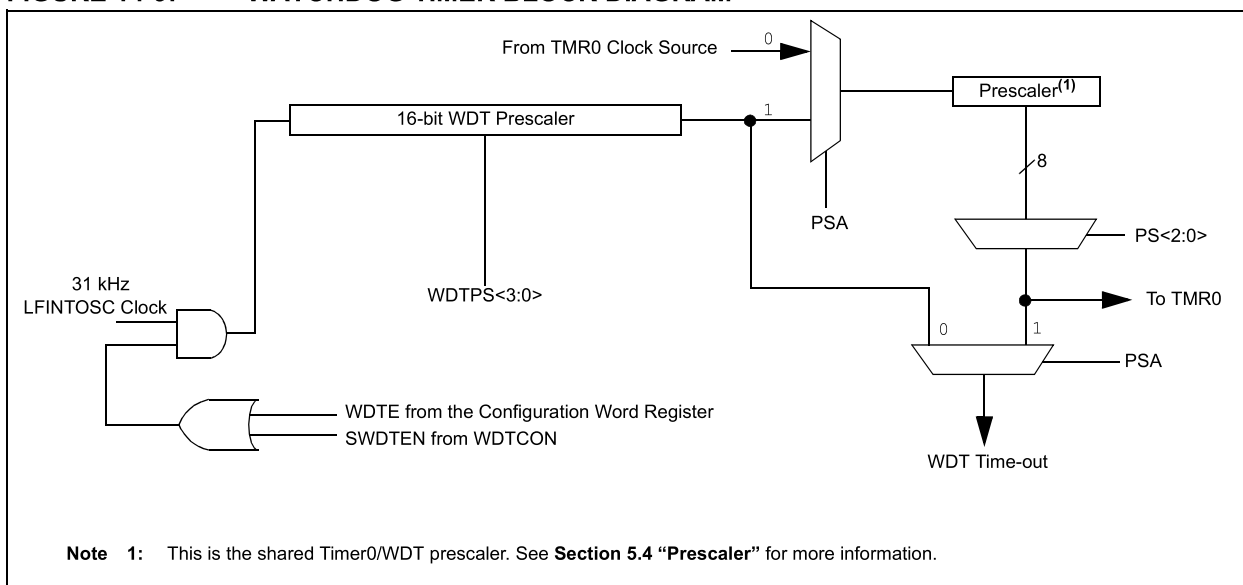 From TMR0 Clock Source
0
1
16-bit WDT Prescaler
Prescaler(1)
8
PSA
PS<2:0>
31 kHz
LFINTOSC Clock
WDTPS<3:0>
To TMR0
0
1
PSA
WDTE from the Configuration Word Register
SWDTEN from WDTCON
WDT Time-out
Note 1: This is the shared Timer0/WDT prescaler. See Section 5.4 “Prescaler” for more information.